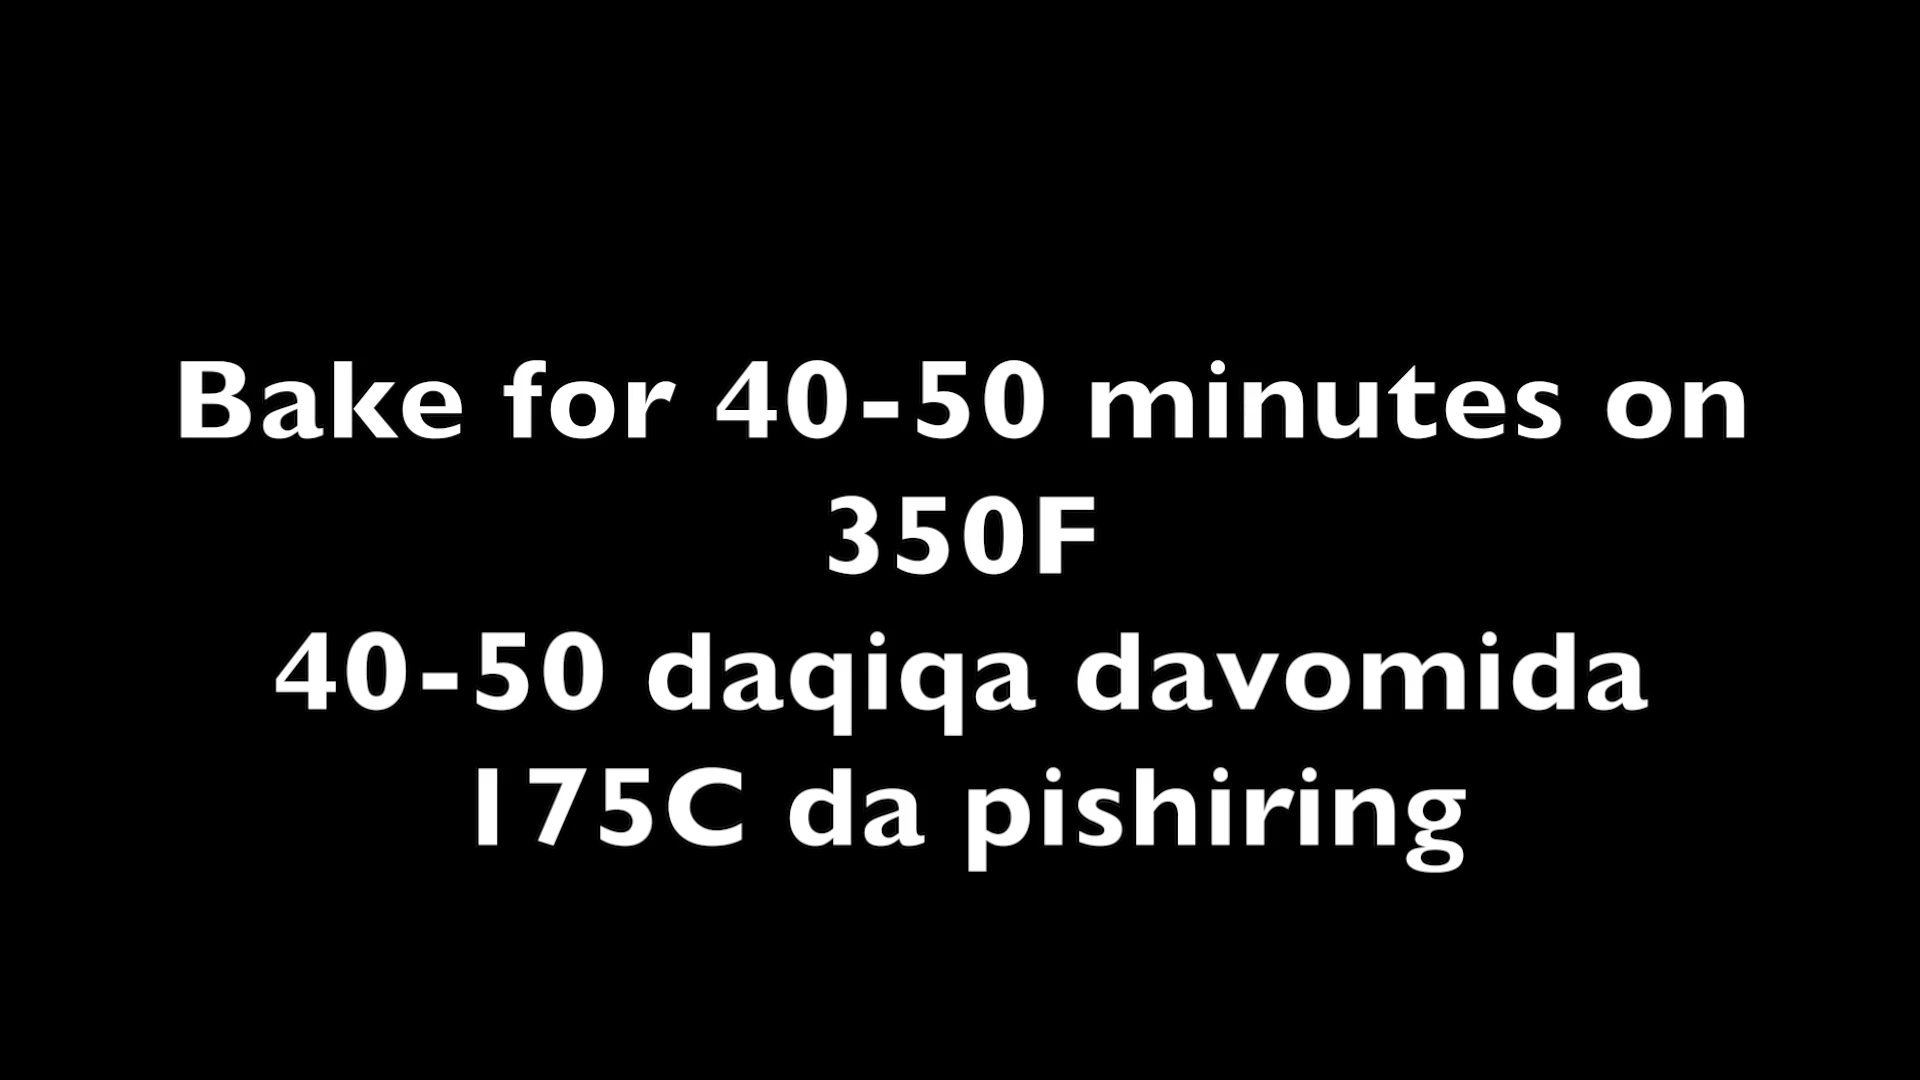 Bake for 40-50 minutes on
350F
40-50 daqiqa davomida
175C da pishiring